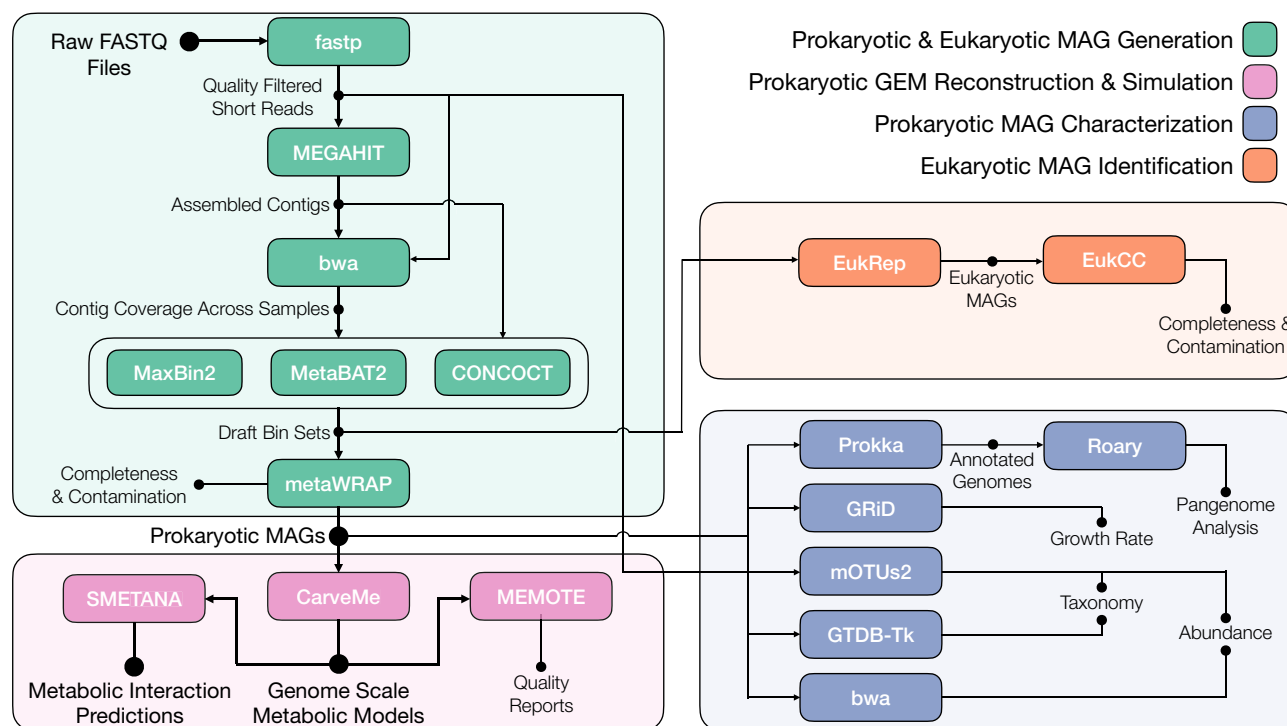 Raw FASTQ
Files
fastp
Quality Filtered
Short Reads
MEGAHIT
Assembled Contigs
bwa
Contig Coverage Across Samples
MaxBin2
MetaBAT2
CONCOCT
Draft Bin Sets
Completeness
& Contamination
metaWRAP
Prokaryotic MAGs
SMETANA
CarveMe
MEMOTE
Metabolic Interaction
Predictions
Genome Scale
Metabolic Models
Quality
Reports
Prokaryotic & Eukaryotic MAG Generation
Prokaryotic GEM Reconstruction & Simulation
Prokaryotic MAG Characterization
Eukaryotic MAG Identification
EukRep
Eukaryotic
MAGs
EukCC
Completeness &
Contamination
Prokka
Annotated
Genomes
Roary
Pangenome
Analysis
GRiD
Growth Rate
mOTUs2
Taxonomy
GTDB-Tk
Abundance
bwa